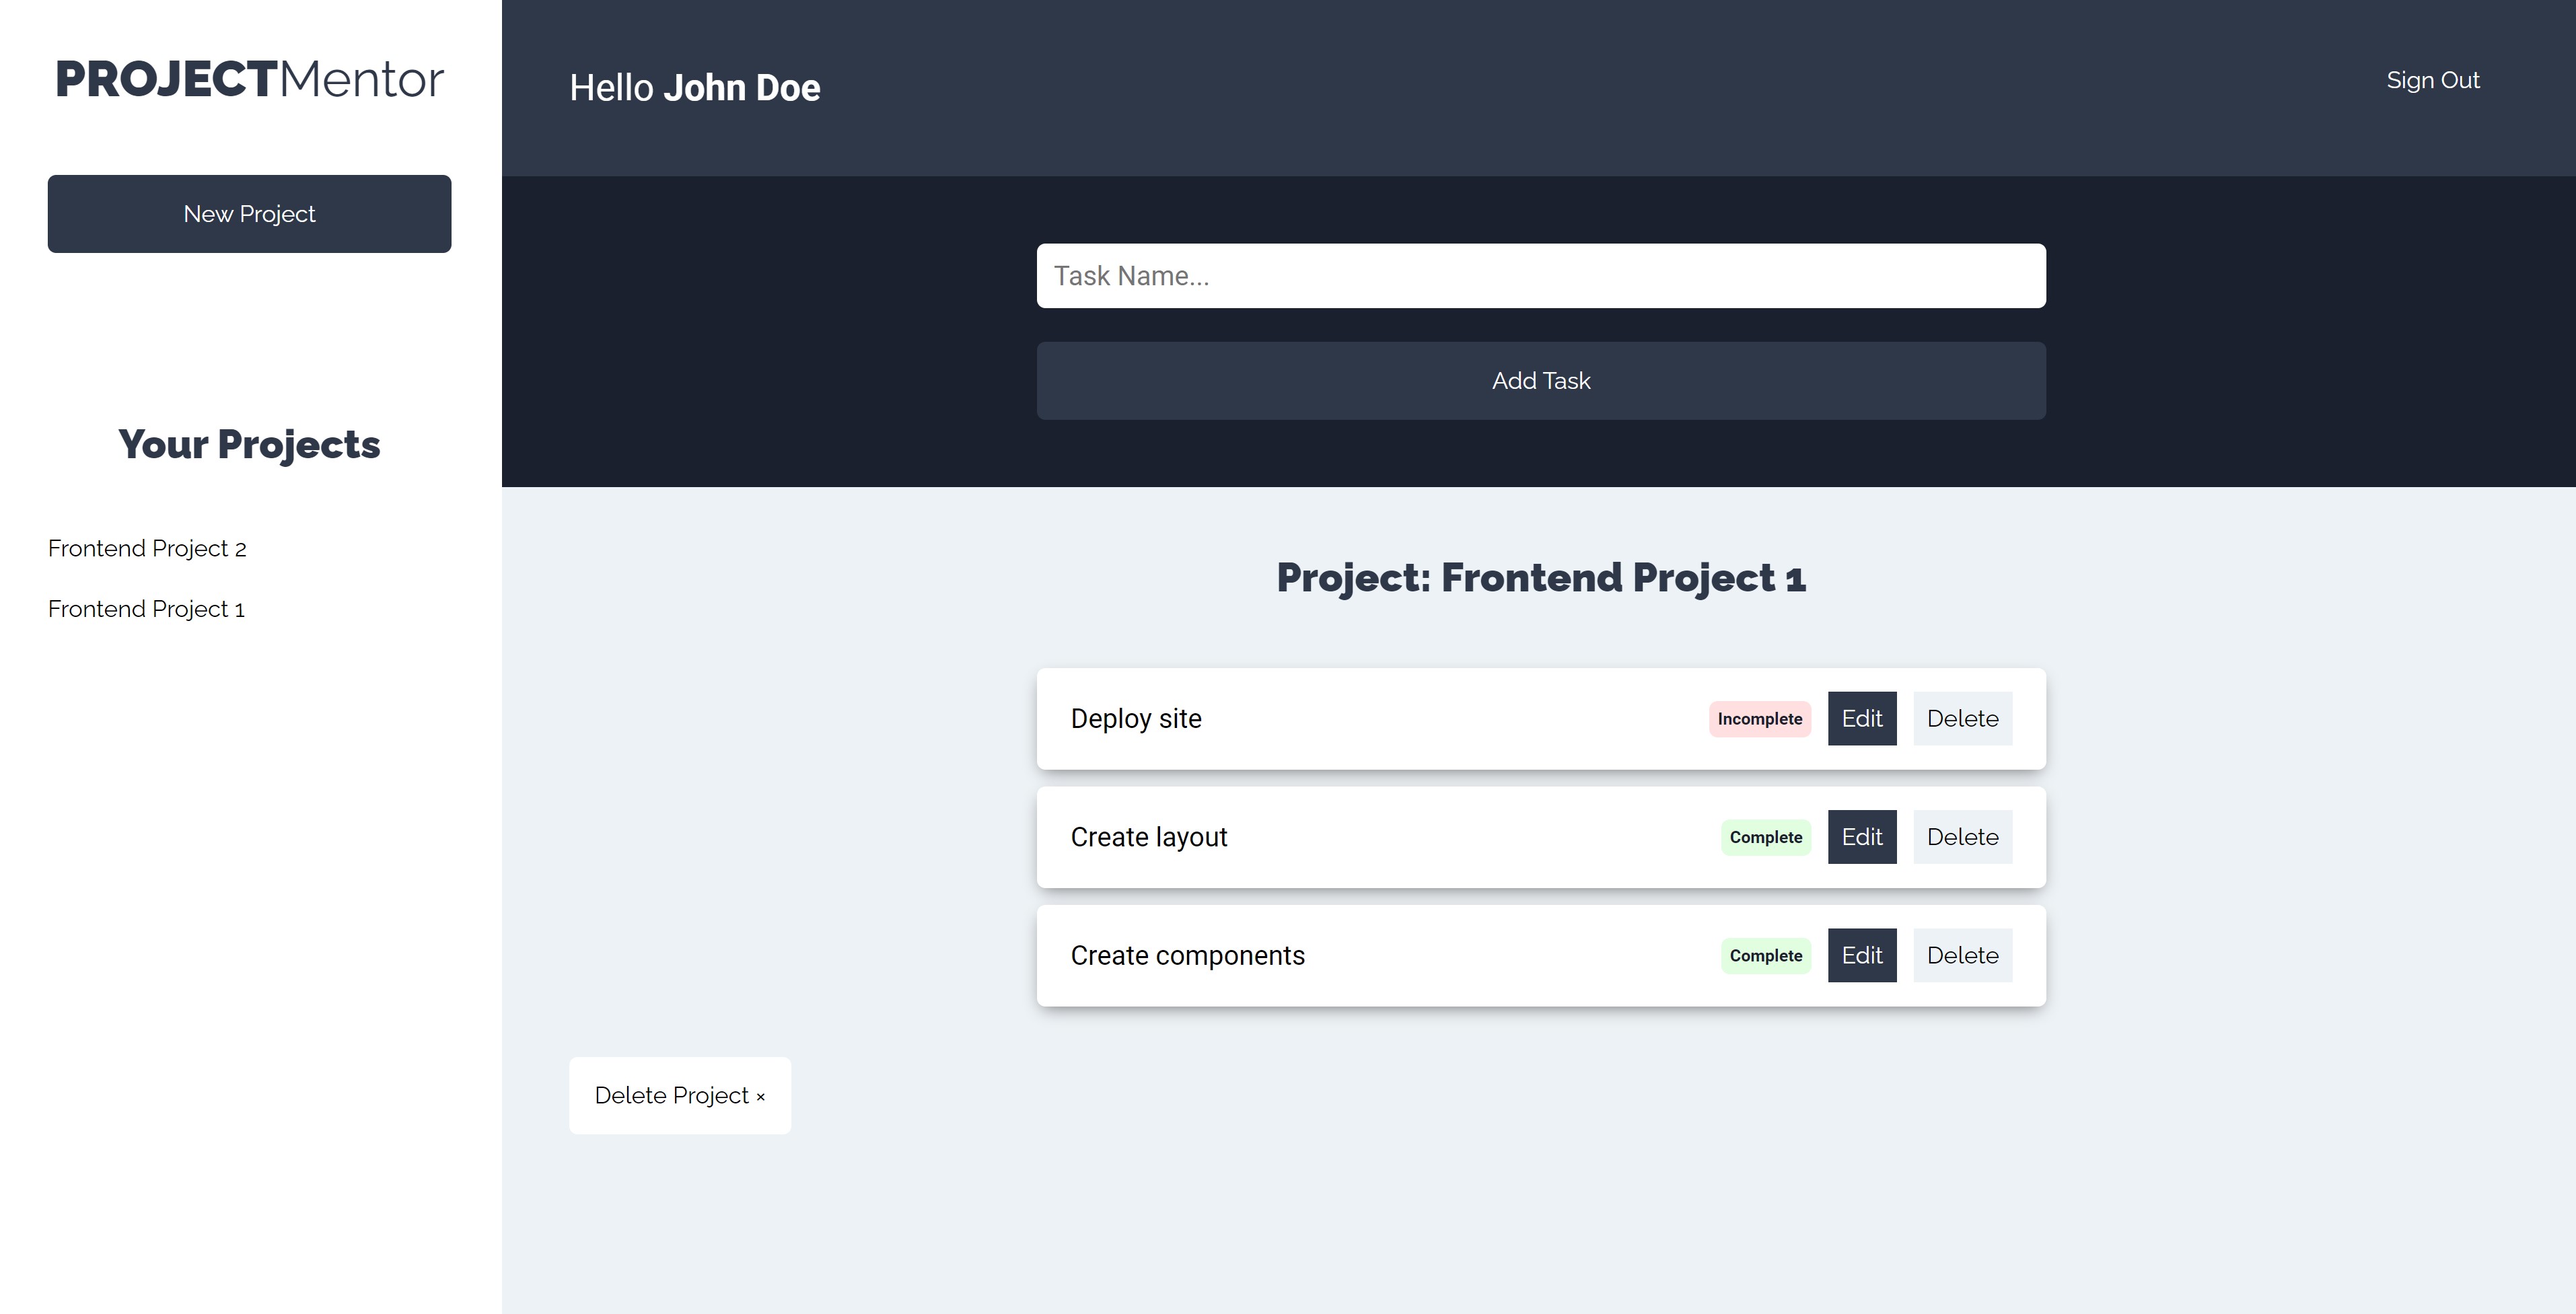 PROJECTMentor
New Project
Your Projects
Frontend Project 2
Frontend Project 1
Hello John Doe
Sign Out
Task Name...
Add Task
Project: Frontend Project 1
Deploy site Incomplete Edit Delete
Create layout Complete Edit Delete
Create components Complete Edit Delete
Delete Project ×